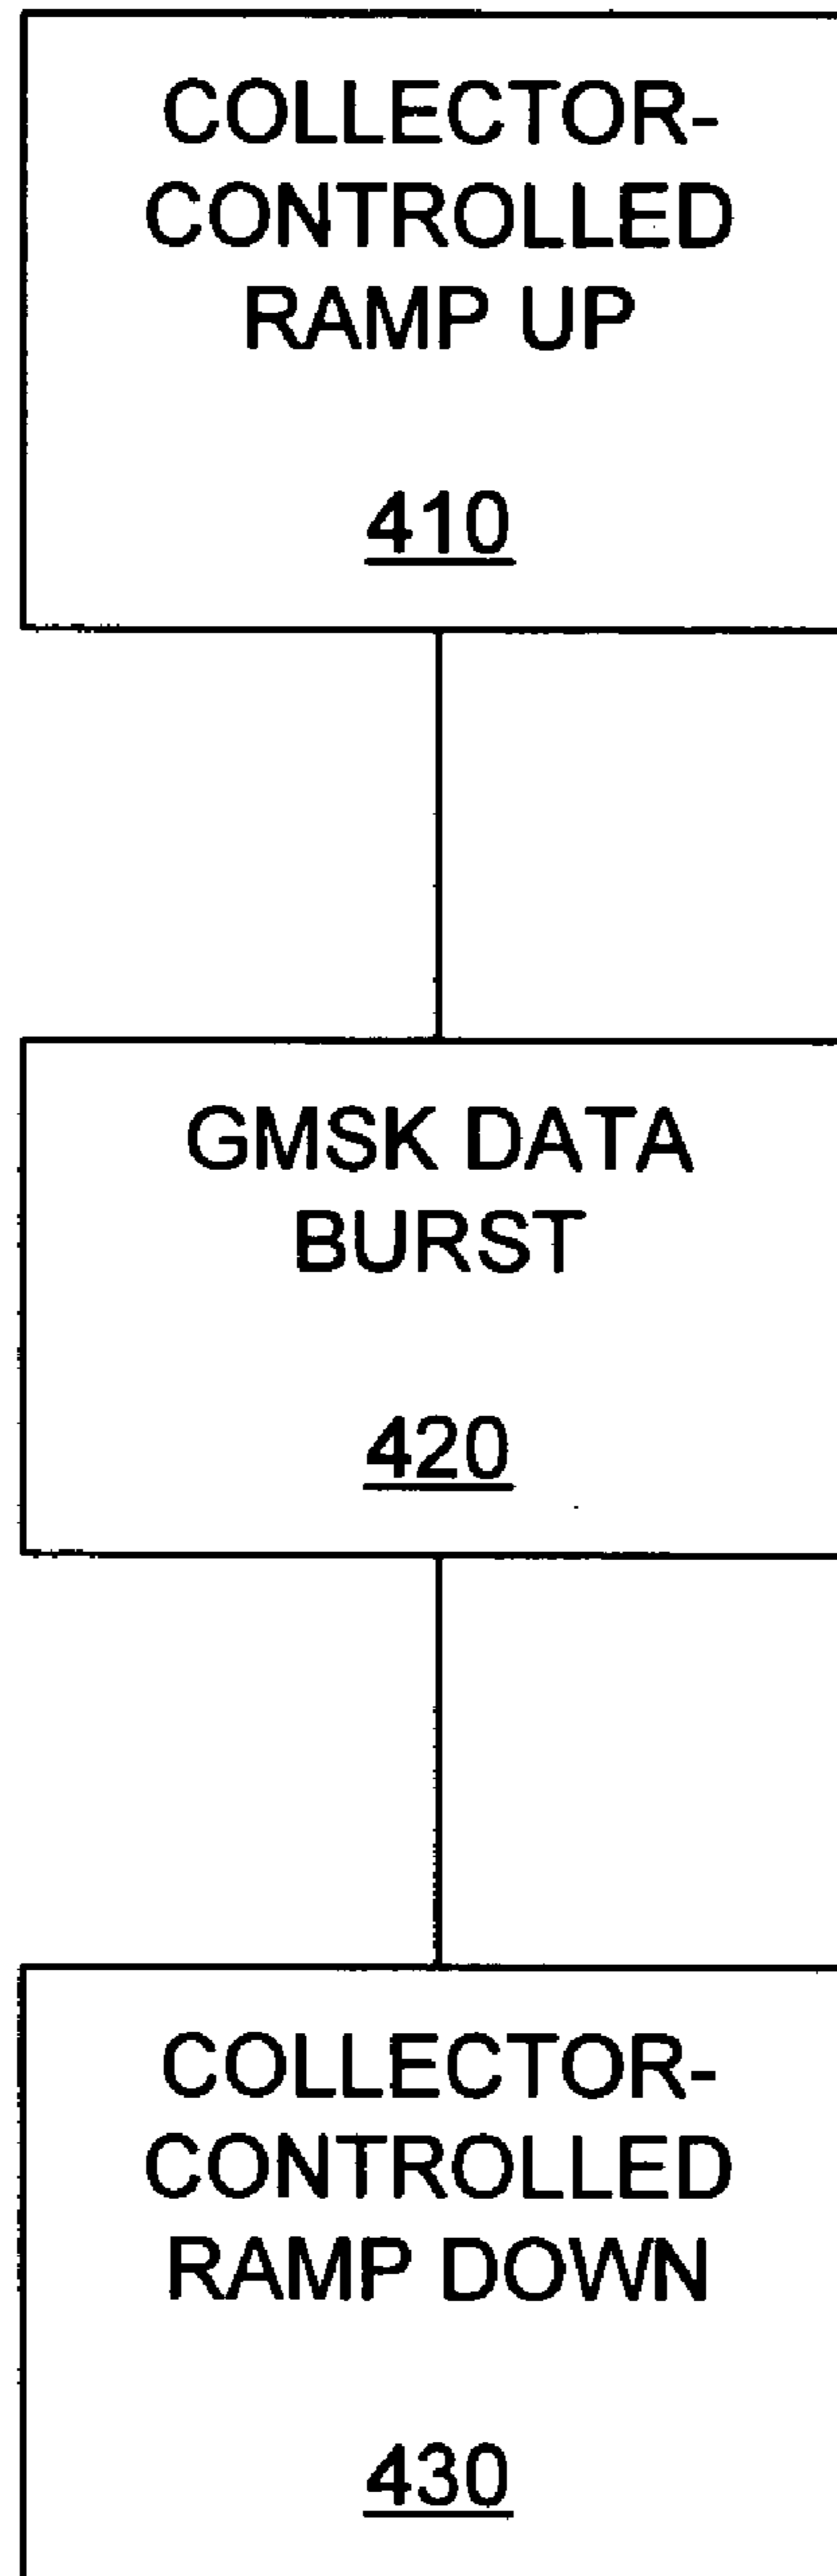 COLLECTOR-
CONTROLLED
RAMP UP
410
GMSK DATA
BURST
420
COLLECTOR-
CONTROLLED
RAMP DOWN
430